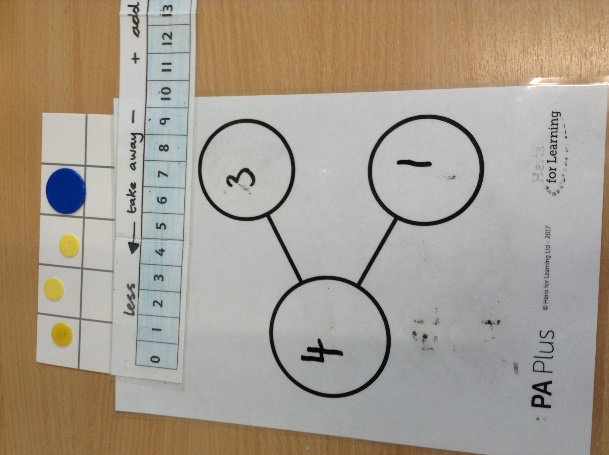 less ← take away − + add
0 1 2 3 4 5 6 7 8 9 10 11 12 13
3
1
4
PA Plus
© Herts for Learning Ltd - 2017
Herts
for Learning